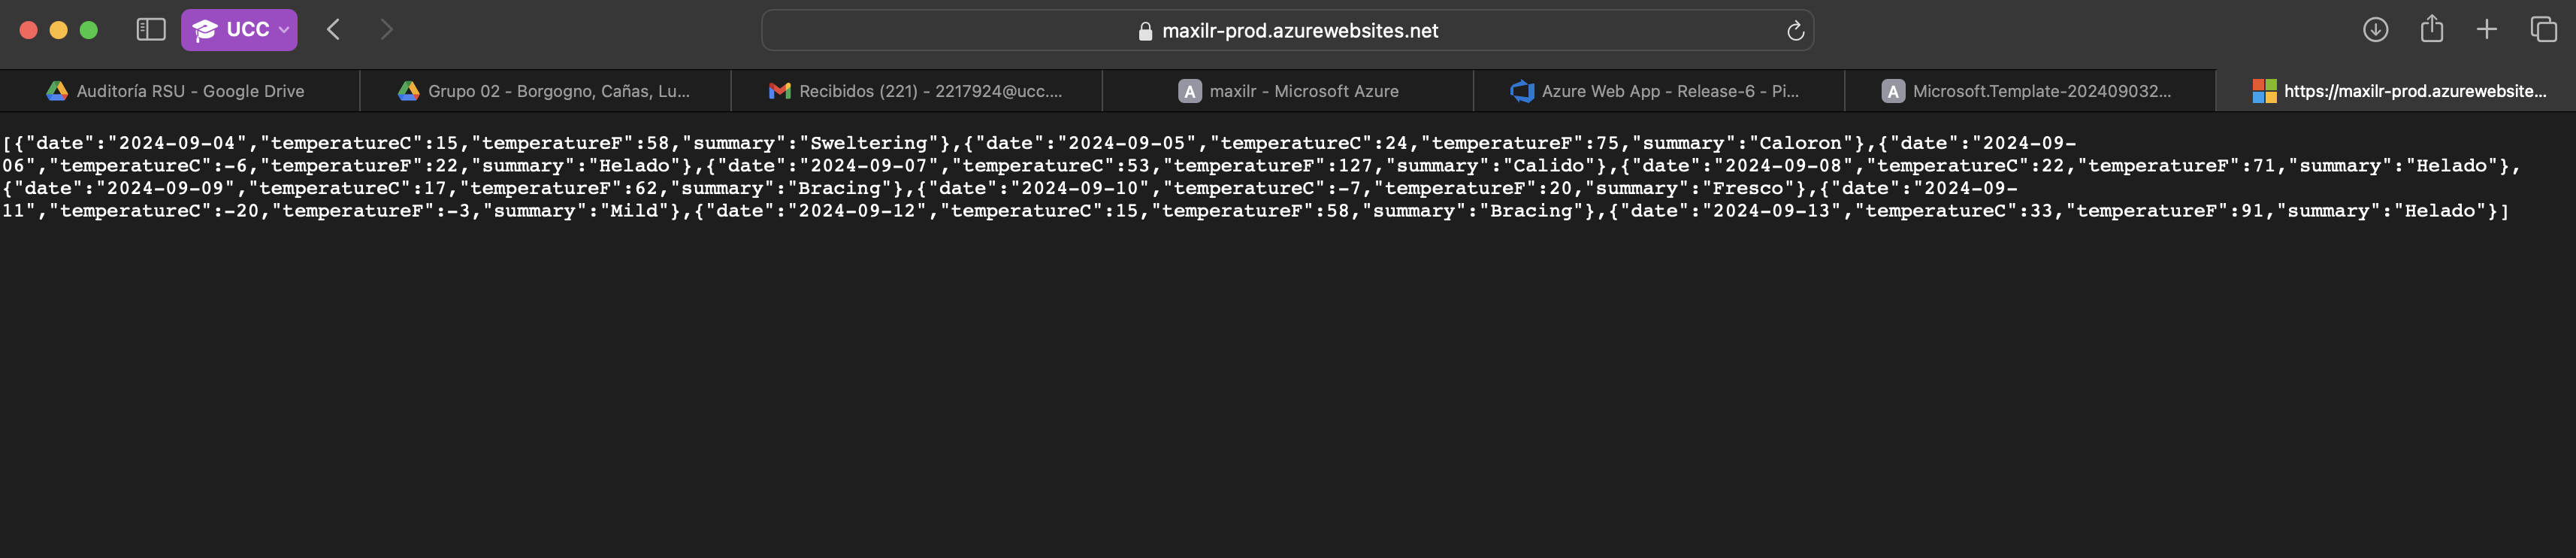 UCC
maxilr-prod.azurewebsites.net
Auditoría RSU - Google Drive
Grupo 02 - Borgogno, Cañas, Lu...
Recibidos (221) - 2217924@ucc....
A maxilr - Microsoft Azure
Azure Web App - Release-6 - Pi...
A Microsoft.Template-202409032...
https://maxilr-prod.azurewebsite...
[{"date":"2024-09-04","temperatureC":15,"temperatureF":58,"summary":"Sweltering"},{"date":"2024-09-05","temperatureC":24,"temperatureF":75,"summary":"Caloron"},{"date":"2024-09-
06","temperatureC":-6,"temperatureF":22,"summary":"Helado"},{"date":"2024-09-07","temperatureC":53,"temperatureF":127,"summary":"Calido"},{"date":"2024-09-08","temperatureC":22,"temperatureF":71,"summary":"Helado"},
{"date":"2024-09-09","temperatureC":17,"temperatureF":62,"summary":"Bracing"},{"date":"2024-09-10","temperatureC":-7,"temperatureF":20,"summary":"Fresco"},{"date":"2024-09-
11","temperatureC":-20,"temperatureF":-3,"summary":"Mild"},{"date":"2024-09-12","temperatureC":15,"temperatureF":58,"summary":"Bracing"},{"date":"2024-09-13","temperatureC":33,"temperatureF":91,"summary":"Helado"}]